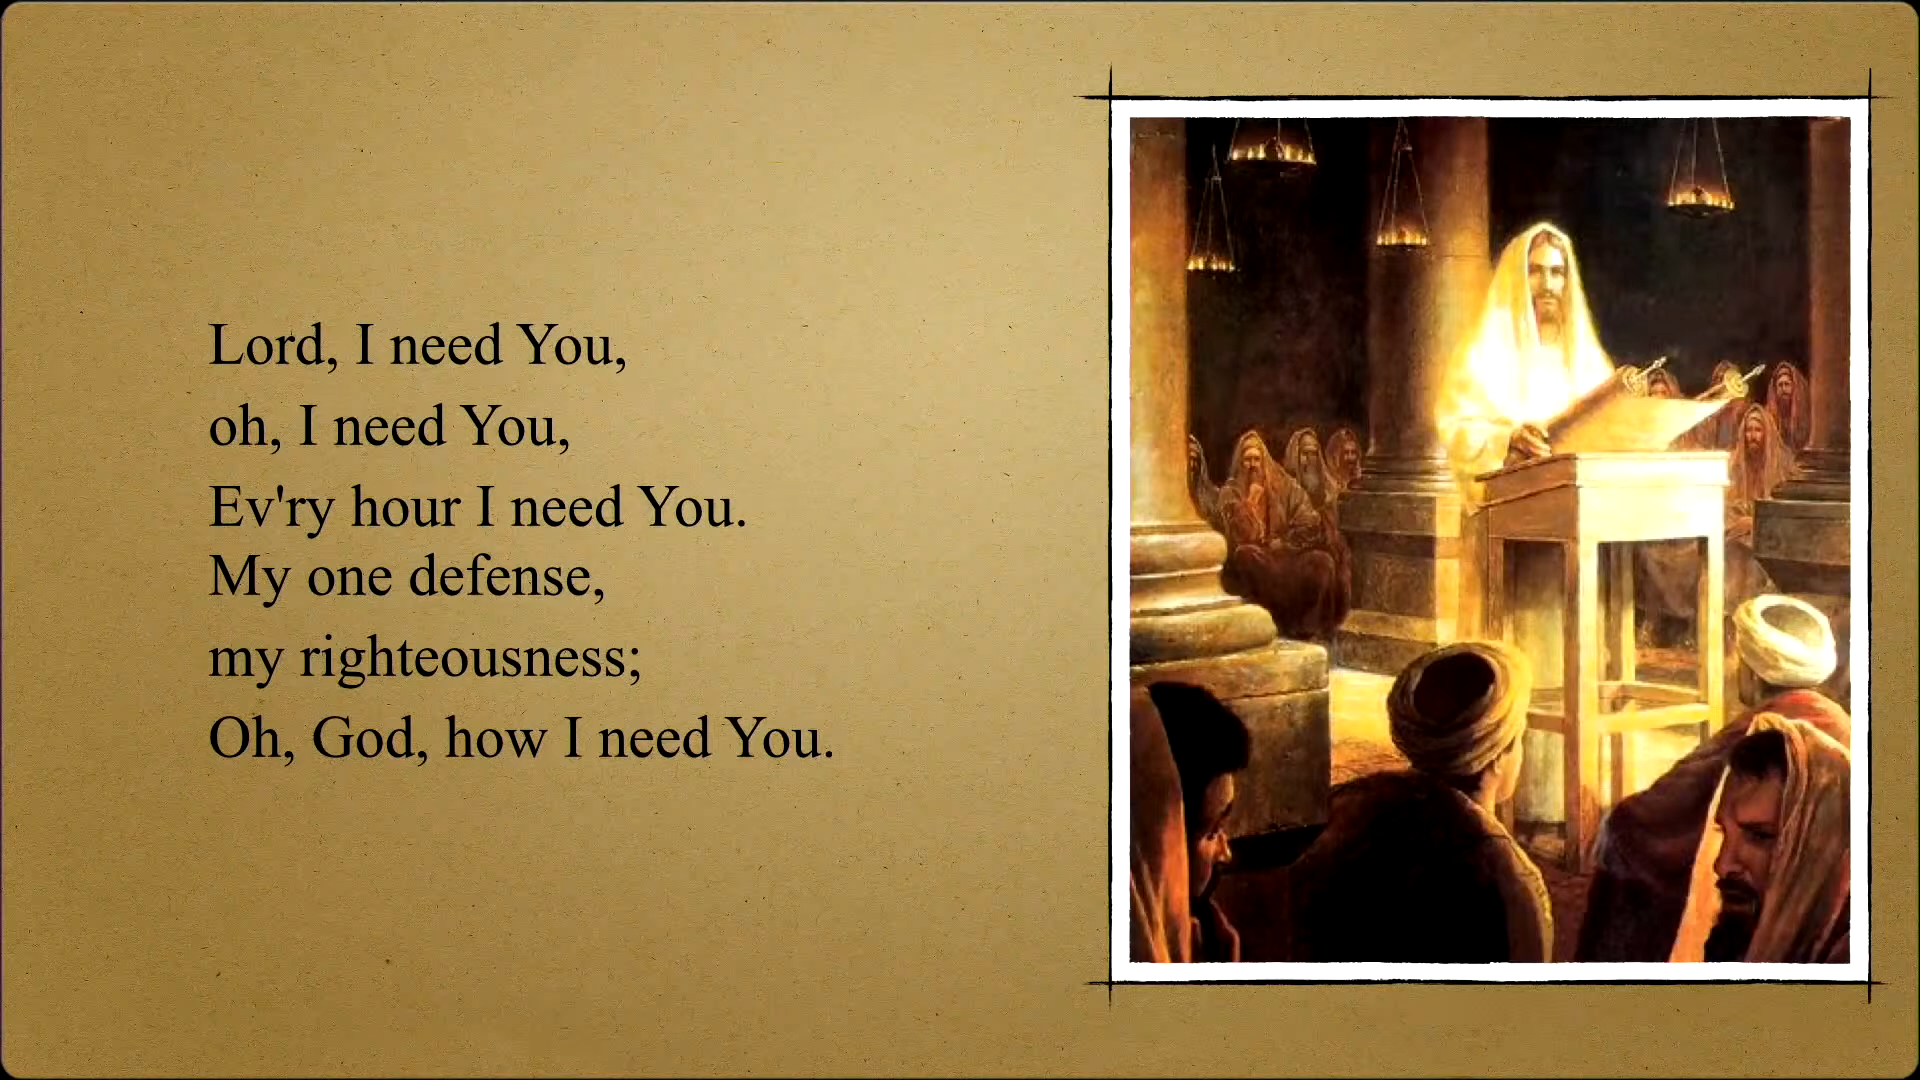 Lord, I need You,
oh, I need You,
Ev'ry hour I need You.
My one defense,
my righteousness;
Oh, God, how I need You.